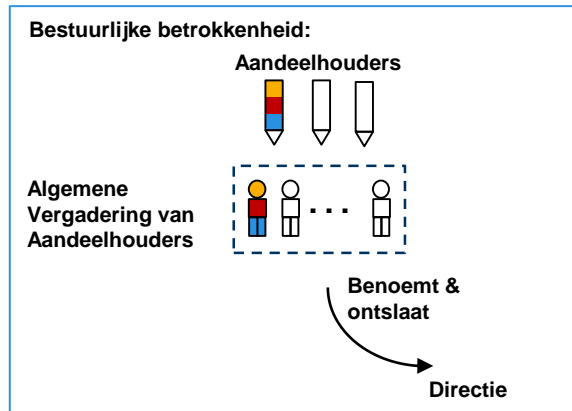 Bestuurlijke betrokkenheid:
Aandeelhouders
Algemene
Vergadering van
Aandeelhouders
Benoemt &
ontslaat
Directie